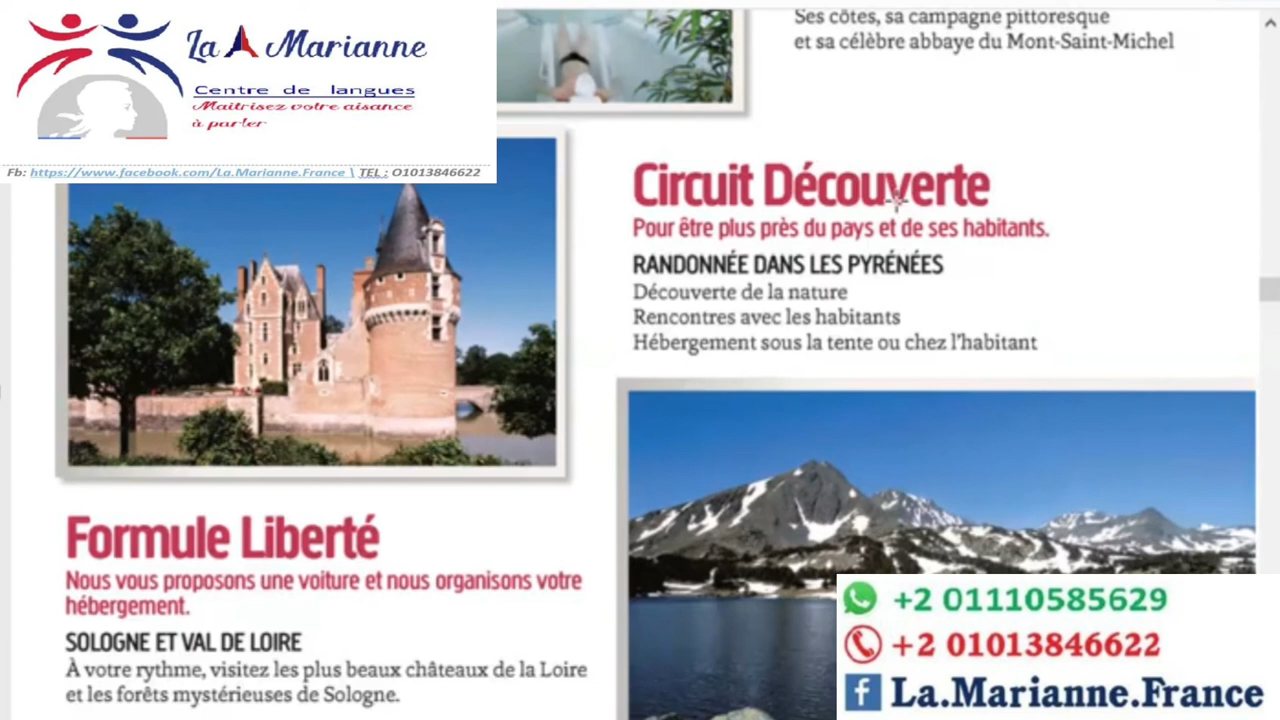 La Marianne
Centre de langues
Maîtrisez votre aisance
à parler
Fb: https://www.facebook.com/La.Marianne.France \ TEL : O1013846622
Ses côtes, sa campagne pittoresque
et sa célèbre abbaye du Mont-Saint-Michel
Circuit Découverte
Pour être plus près du pays et de ses habitants.
RANDONNÉE DANS LES PYRÉNÉES
Découverte de la nature
Rencontres avec les habitants
Hébergement sous la tente ou chez l'habitant
Formule Liberté
Nous vous proposons une voiture et nous organisons votre
hébergement.
SOLOGNE ET VAL DE LOIRE
À votre rythme, visitez les plus beaux châteaux de la Loire
et les forêts mystérieuses de Sologne.
+2 01110585629
+2 01013846622
La.Marianne.France